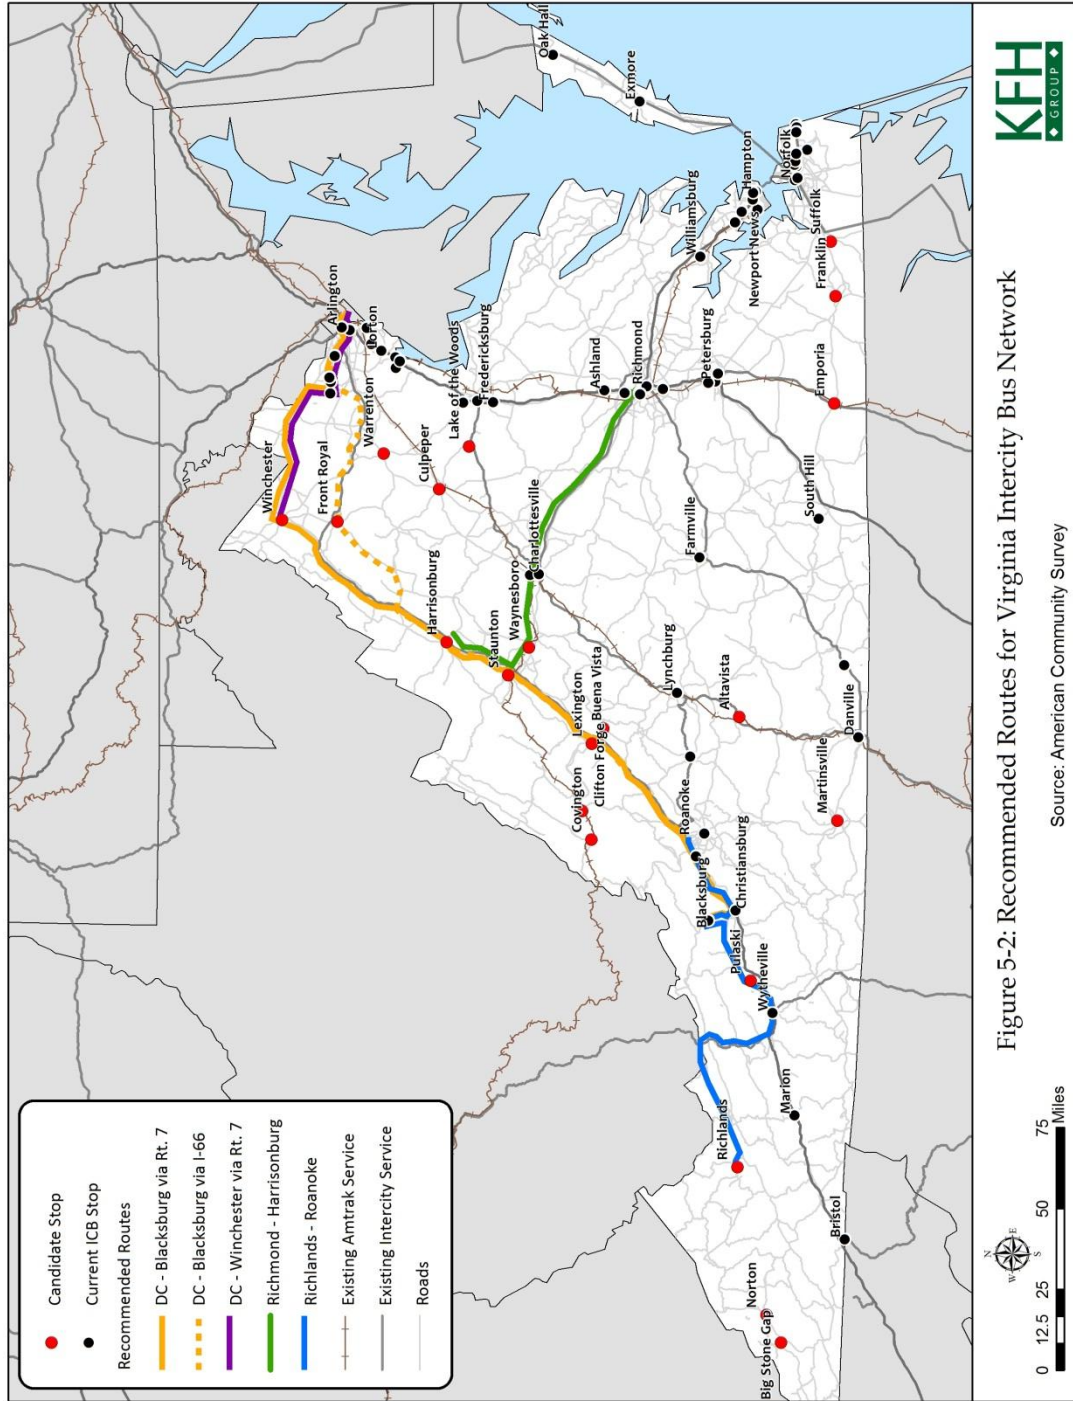 Candidate Stop
Current ICB Stop
Recommended Routes
DC - Blacksburg via Rt. 7
DC - Blacksburg via I-66
DC - Winchester via Rt. 7
Richmond - Harrisonburg
Richlands - Roanoke
Existing Amtrak Service
Existing Intercity Service
Roads
Winchester
Arlington
Lorton
Front Royal
Warrenton
Culpeper
Lake of the Woods
Fredericksburg
Harrisonburg
Staunton
Waynesboro
Charlottesville
Ashland
Richmond
Oak Hall
Exmore
Williamsburg
Hampton
Newport News
Norfolk
Franklin
Suffolk
Petersburg
Emporia
South Hill
Farmville
Lexington
Buena Vista
Clifton Forge
Covington
Lynchburg
Altavista
Danville
Martinsville
Roanoke
Blacksburg
Christiansburg
Pulaski
Wytheville
Richlands
Marion
Bristol
Norton
Big Stone Gap
N
W
E
S
0 12.5 25 50 75
Miles
Figure 5-2: Recommended Routes for Virginia Intercity Bus Network
Source: American Community Survey
KFH
GROUP